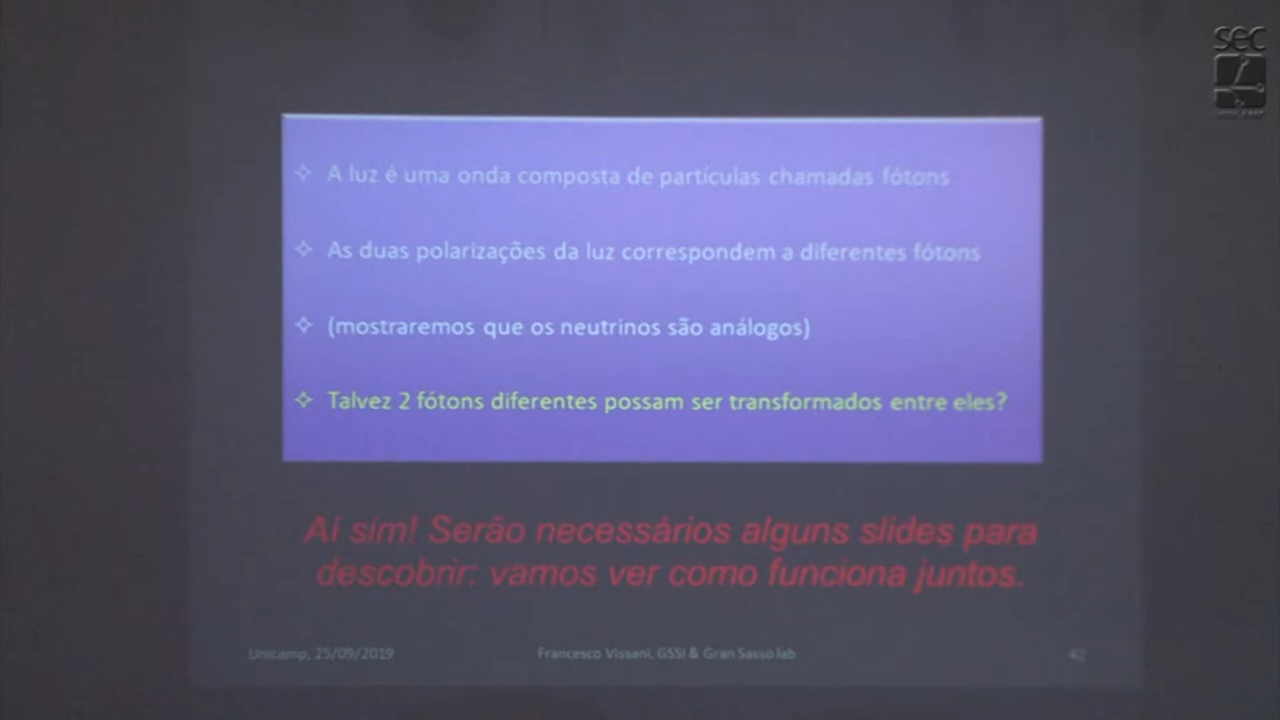 sec
A luz é uma onda composta de partículas chamadas fótons
As duas polarizações da luz correspondem a diferentes fótons
(mostraremos que os neutrinos são análogos)
Talvez 2 fótons diferentes possam ser transformados entre eles?
Aí sim! Serão necessários alguns slides para
descobrir: vamos ver como funciona juntos.
Unicamp, 25/09/2019
Francesco Vissani, GSSI & Gran Sasso lab
42